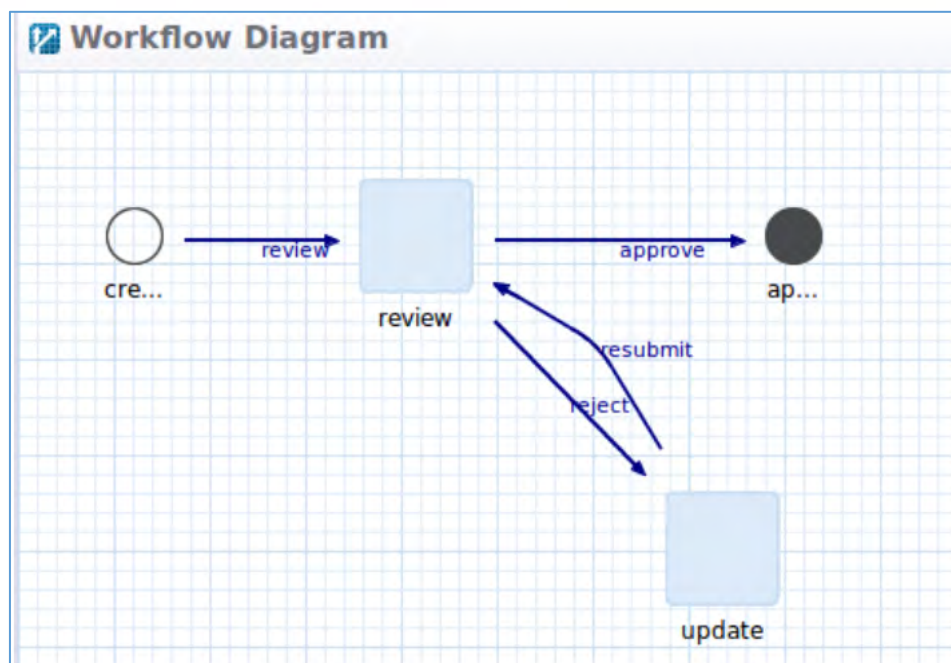 Workflow Diagram
review
approve
cre...
ap...
review
resubmit
reject
update